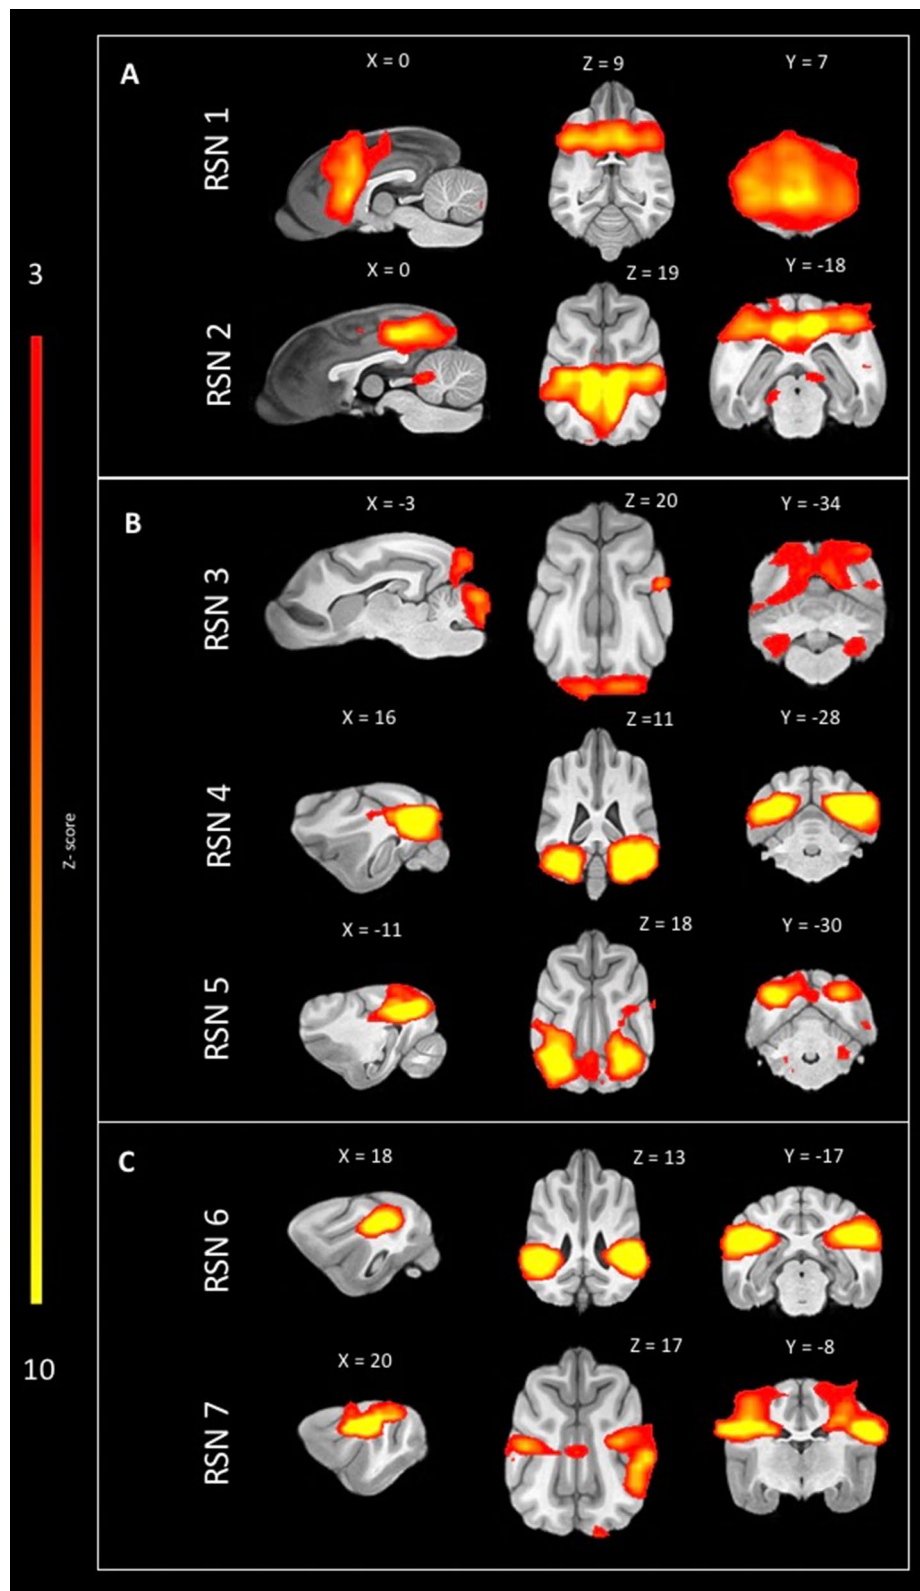 A
X = 0
Z = 9
Y = 7
RSN 1
X = 0
Z = 19
Y = -18
RSN 2
3
Z- score
10
B
X = -3
Z = 20
Y = -34
RSN 3
X = 16
Z =11
Y = -28
RSN 4
X = -11
Z = 18
Y = -30
RSN 5
C
X = 18
Z = 13
Y = -17
RSN 6
X = 20
Z = 17
Y = -8
RSN 7